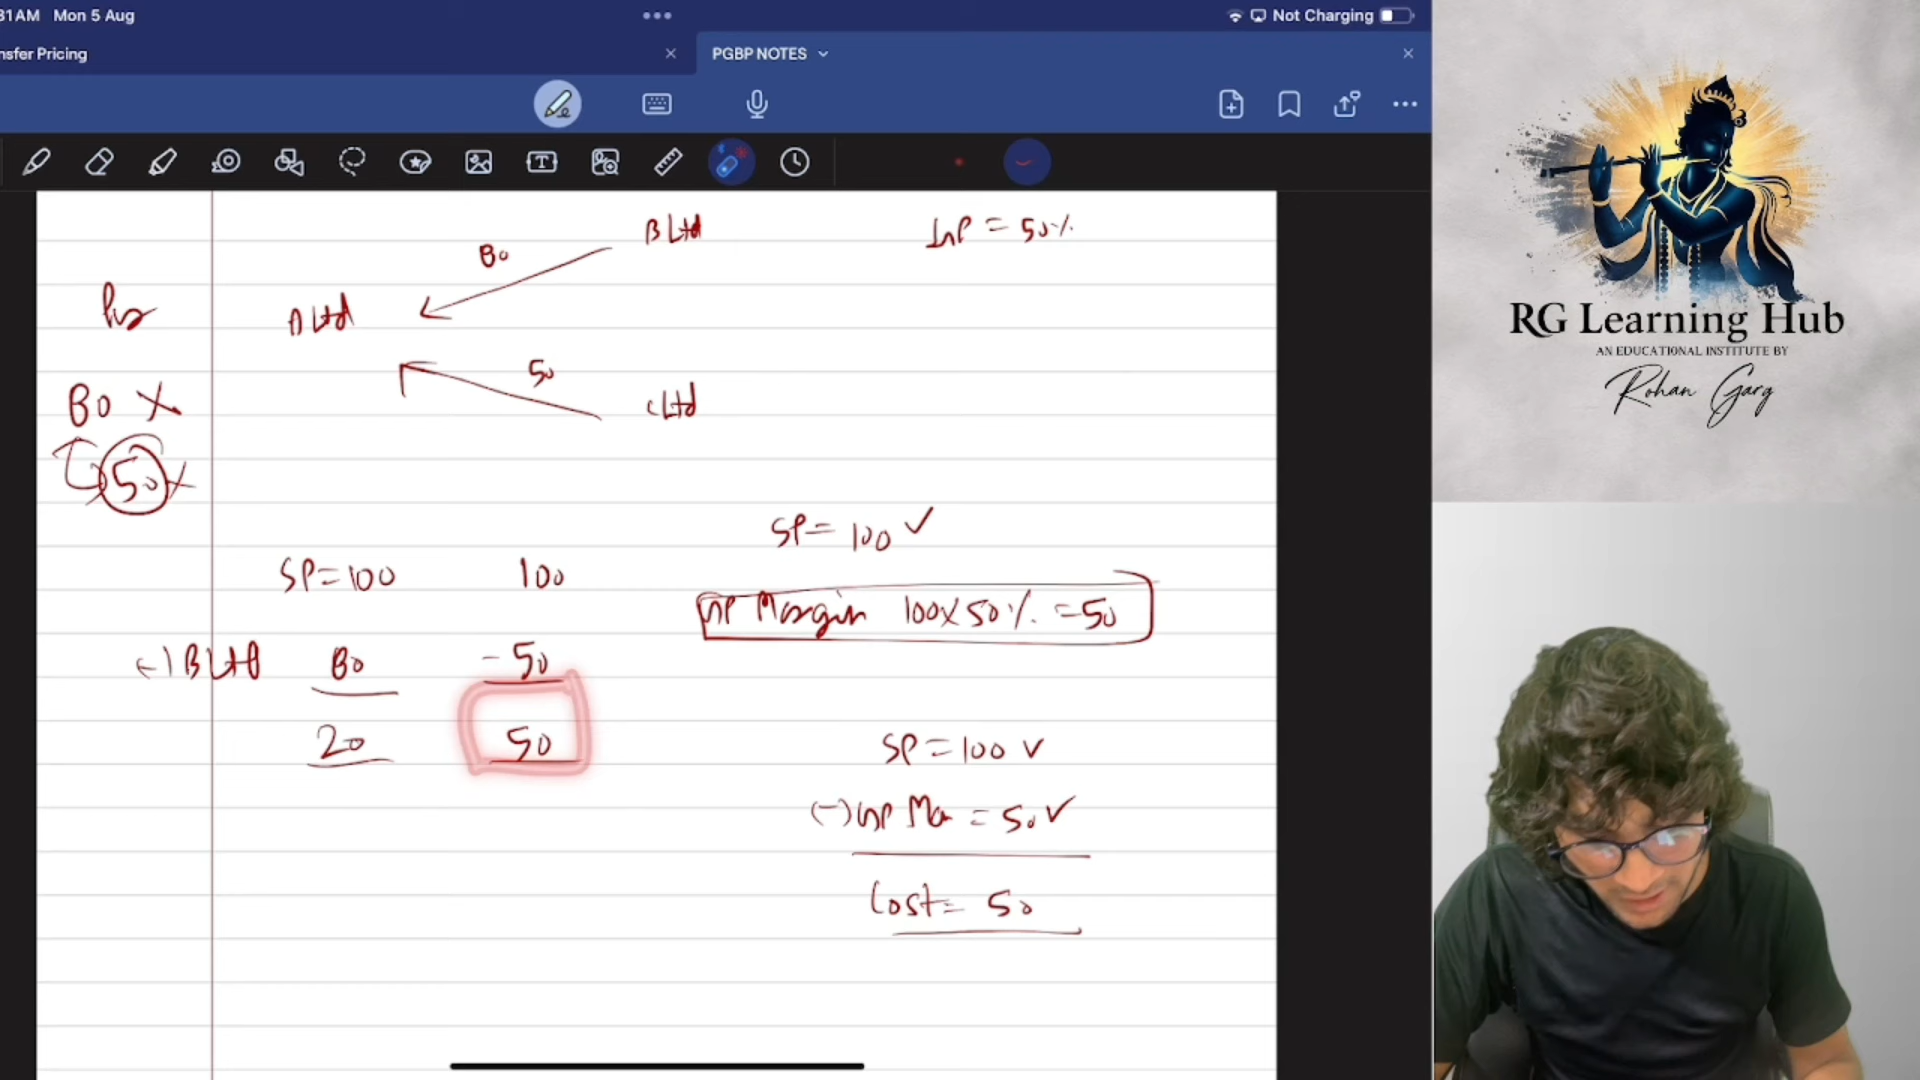 31AM Mon 5 Aug
Not Charging
nsfer Pricing
PGBP NOTES
B Ltd
GP = 50%
80
A Ltd
50
80 X
C Ltd
50 X
SP = 100 ✓
SP = 100 100
GP Margin 100 X 50% = 50
(-) B Ltd 80 - 50
20 50
SP = 100 ✓
(-) GP Mar = 50 ✓
Cost = 50
RG Learning Hub
AN EDUCATIONAL INSTITUTE BY
Rohan Garg